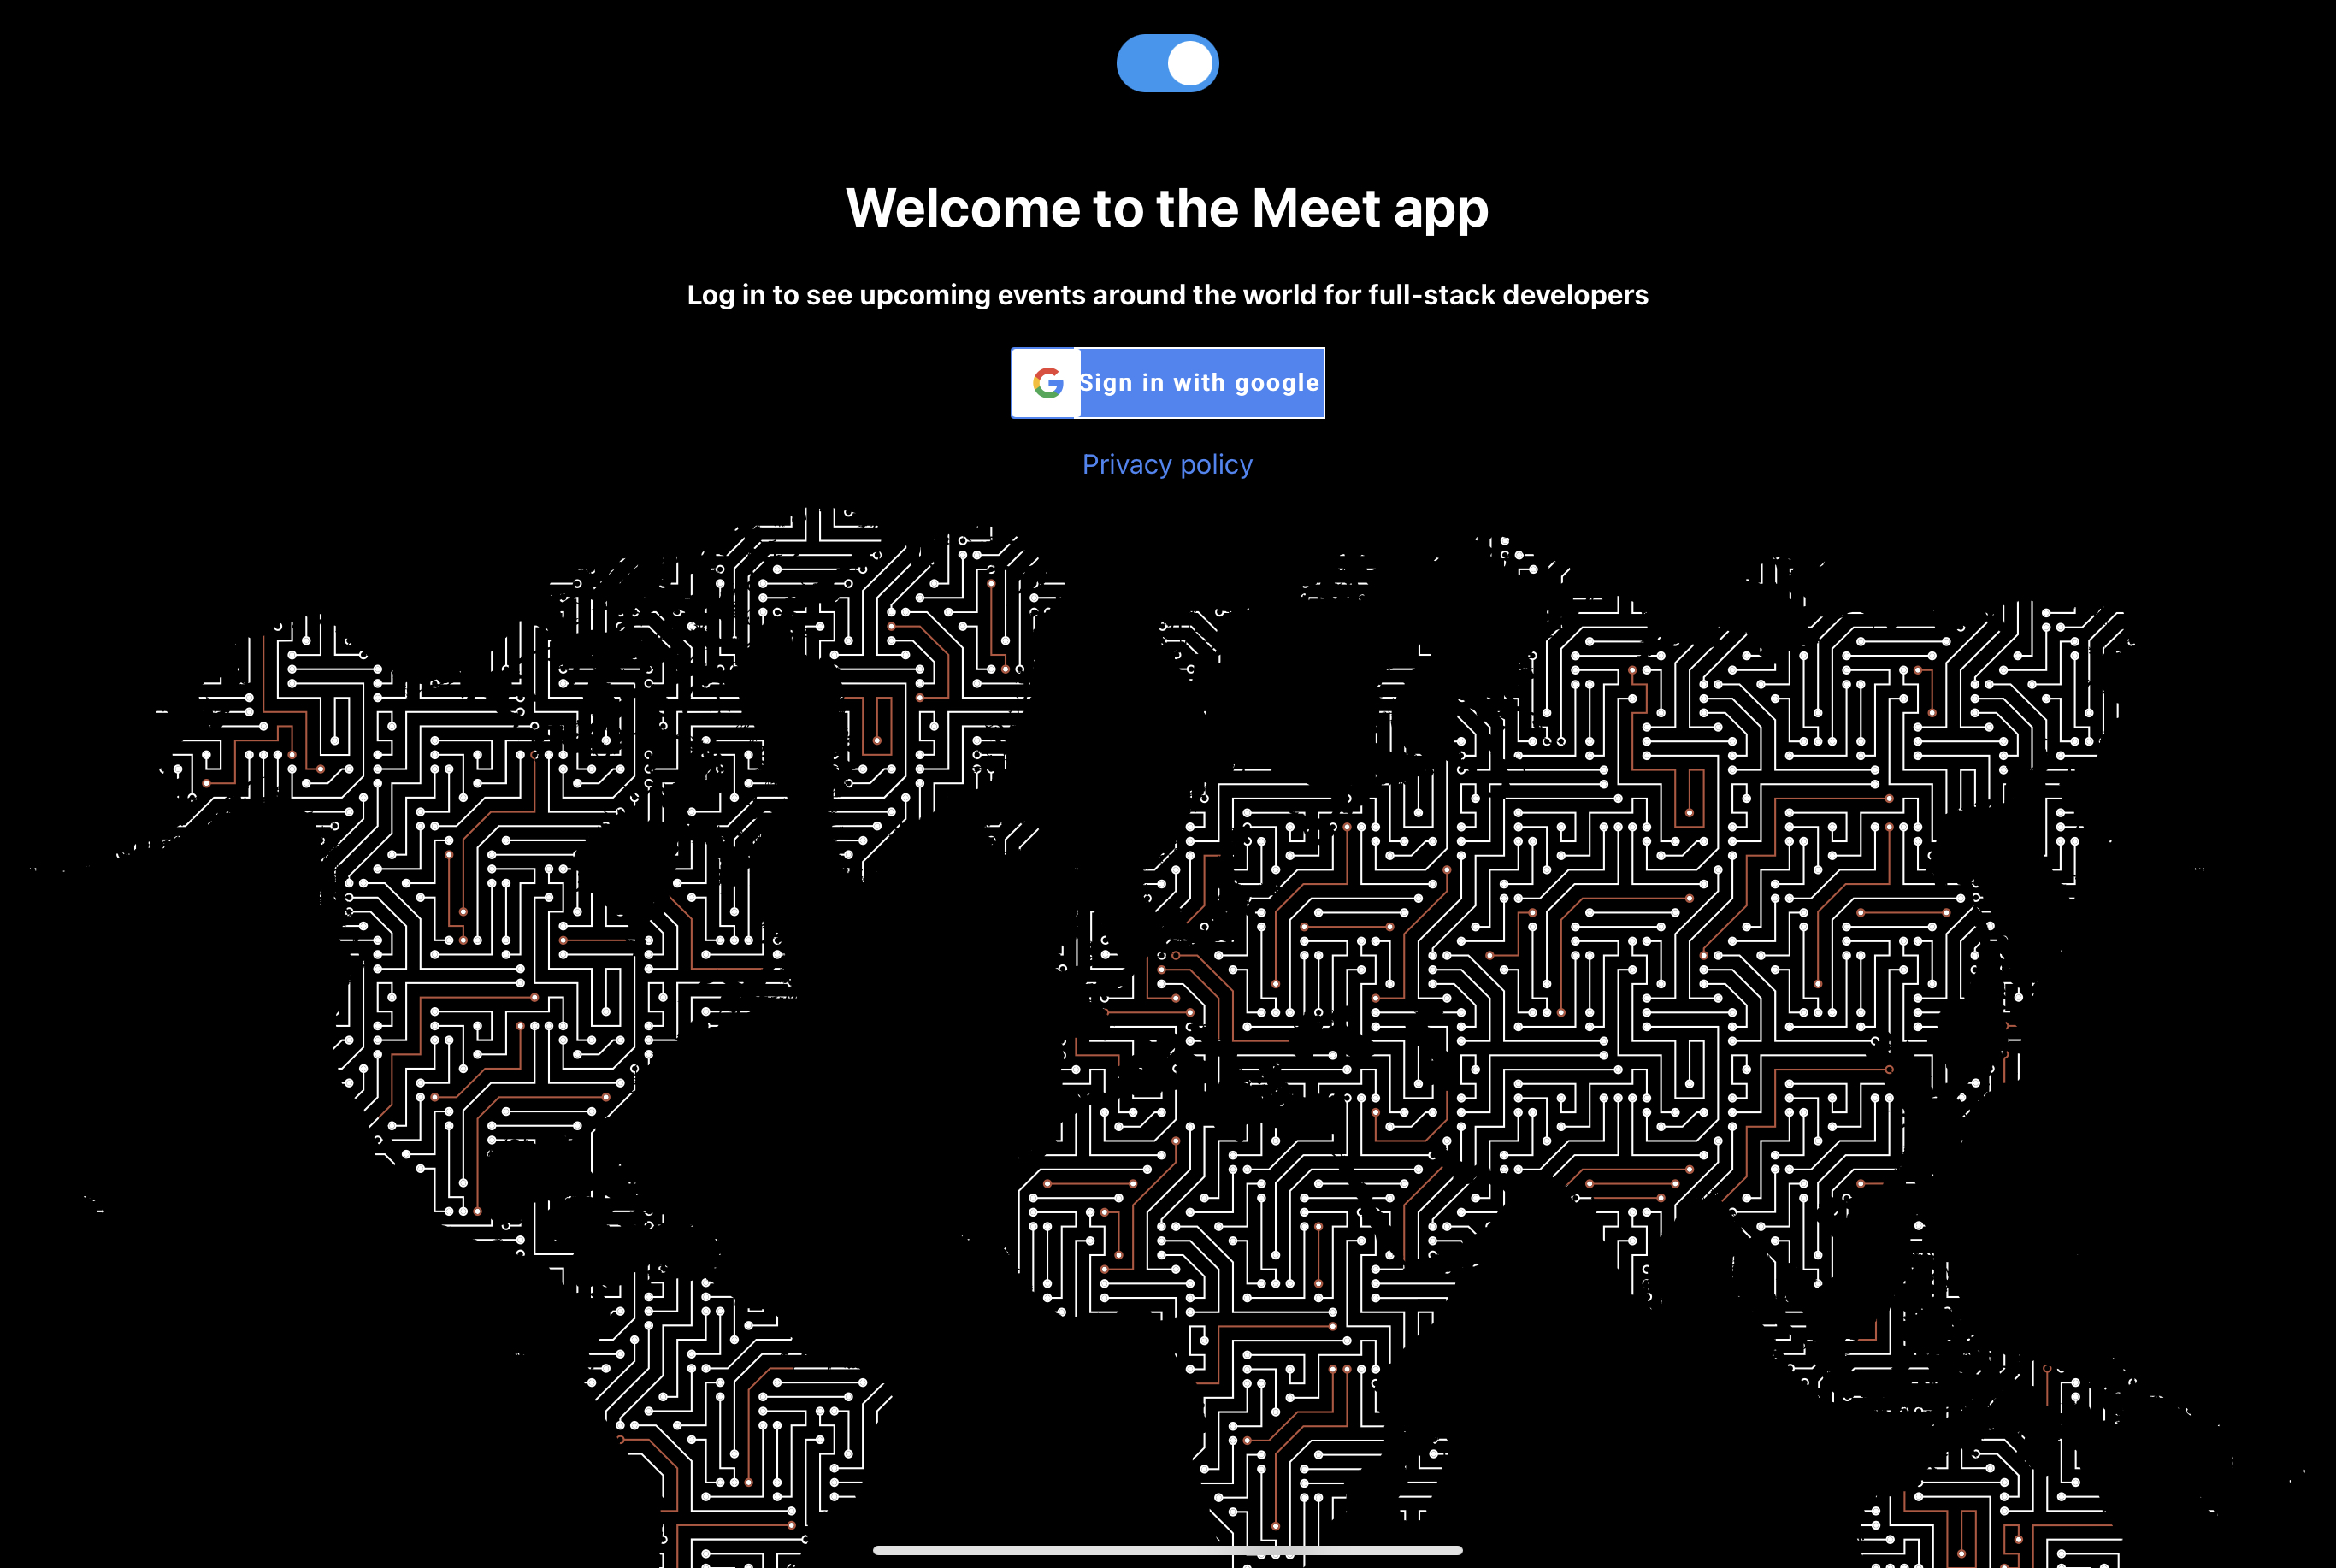 Welcome to the Meet app
Log in to see upcoming events around the world for full-stack developers
Sign in with google
Privacy policy